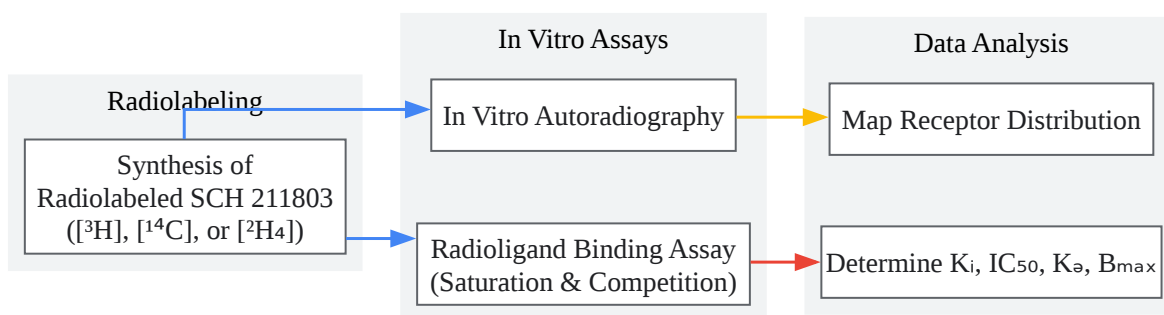 Radiolabeling
Synthesis of
Radiolabeled SCH 211803
([³H], [¹⁴C], or [²H₄])
In Vitro Assays
In Vitro Autoradiography
Radioligand Binding Assay
(Saturation & Competition)
Data Analysis
Map Receptor Distribution
Determine Kᵢ, IC₅₀, Kₔ, Bₘₐₓ